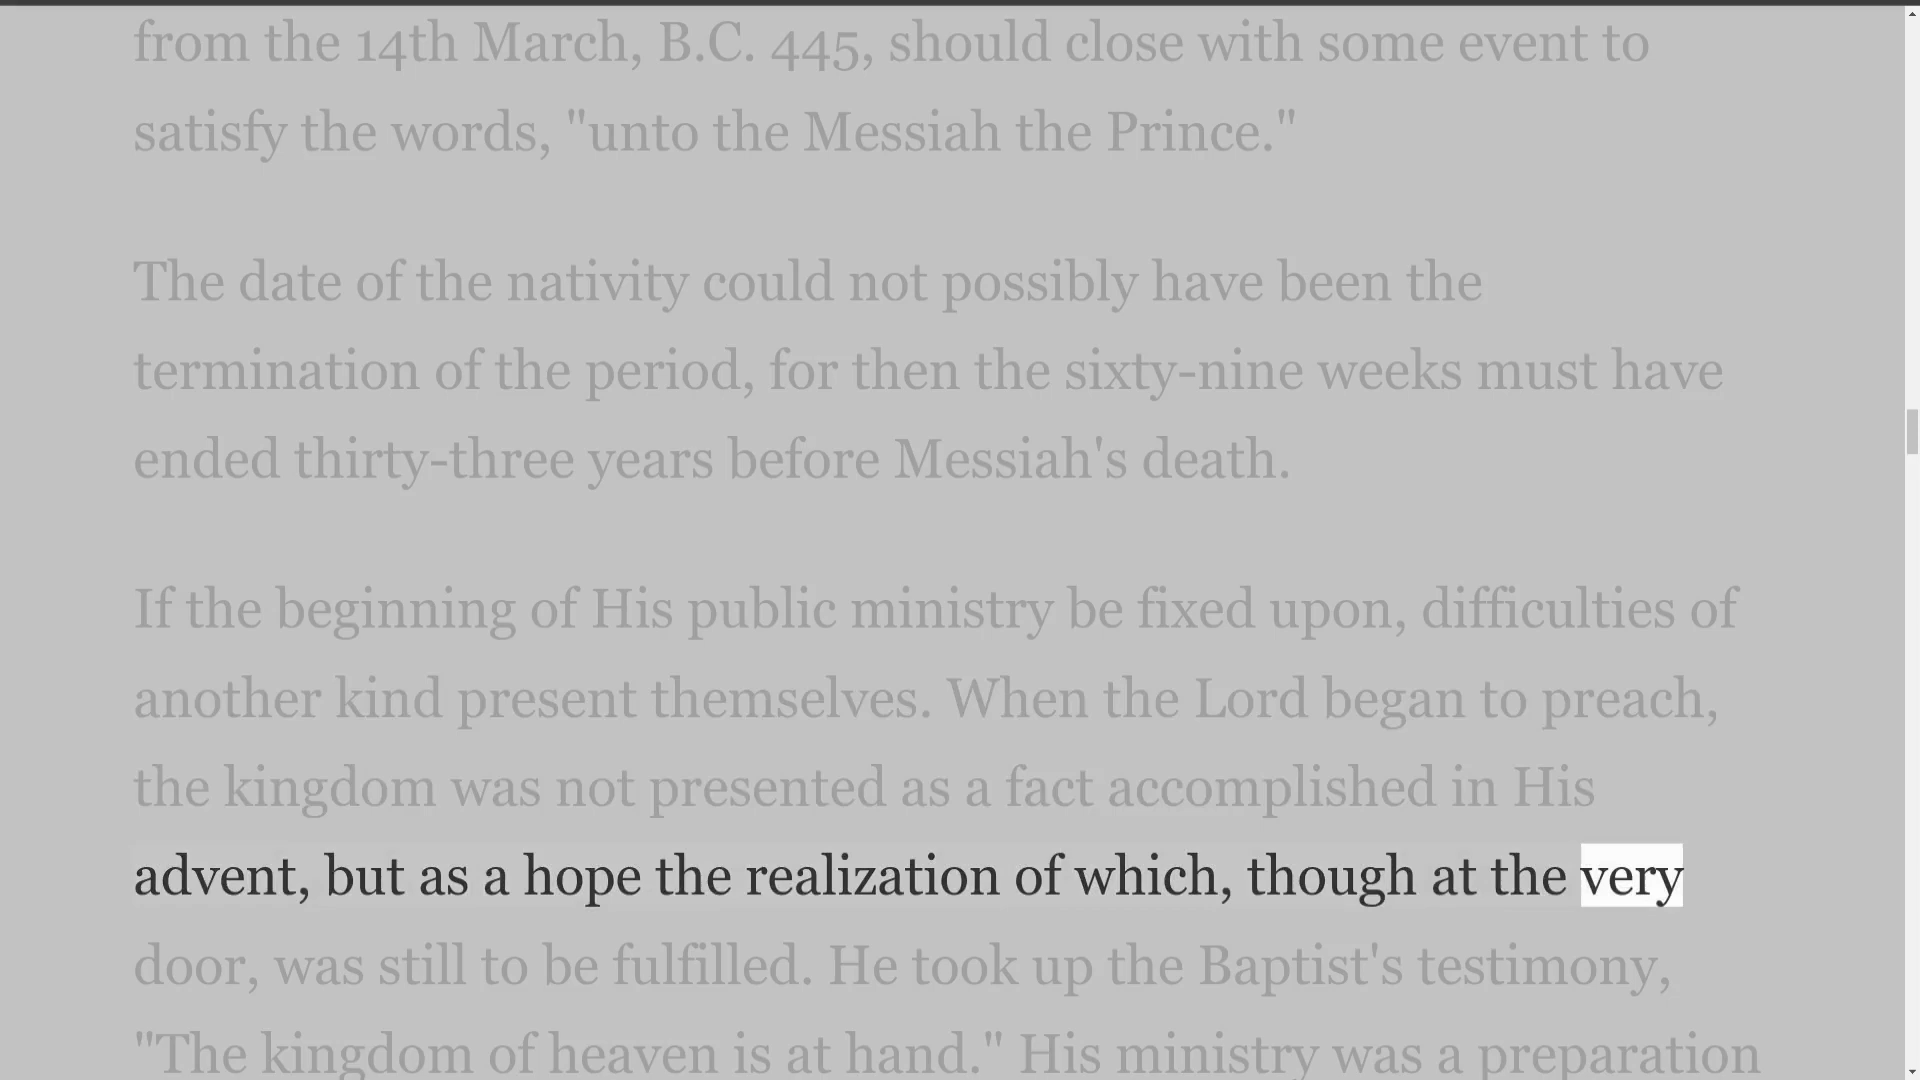 from the 14th March, B.C. 445, should close with some event to
satisfy the words, "unto the Messiah the Prince."
The date of the nativity could not possibly have been the
termination of the period, for then the sixty-nine weeks must have
ended thirty-three years before Messiah's death.
If the beginning of His public ministry be fixed upon, difficulties of
another kind present themselves. When the Lord began to preach,
the kingdom was not presented as a fact accomplished in His
advent, but as a hope the realization of which, though at the very
door, was still to be fulfilled. He took up the Baptist's testimony,
"The kingdom of heaven is at hand." His ministry was a preparation